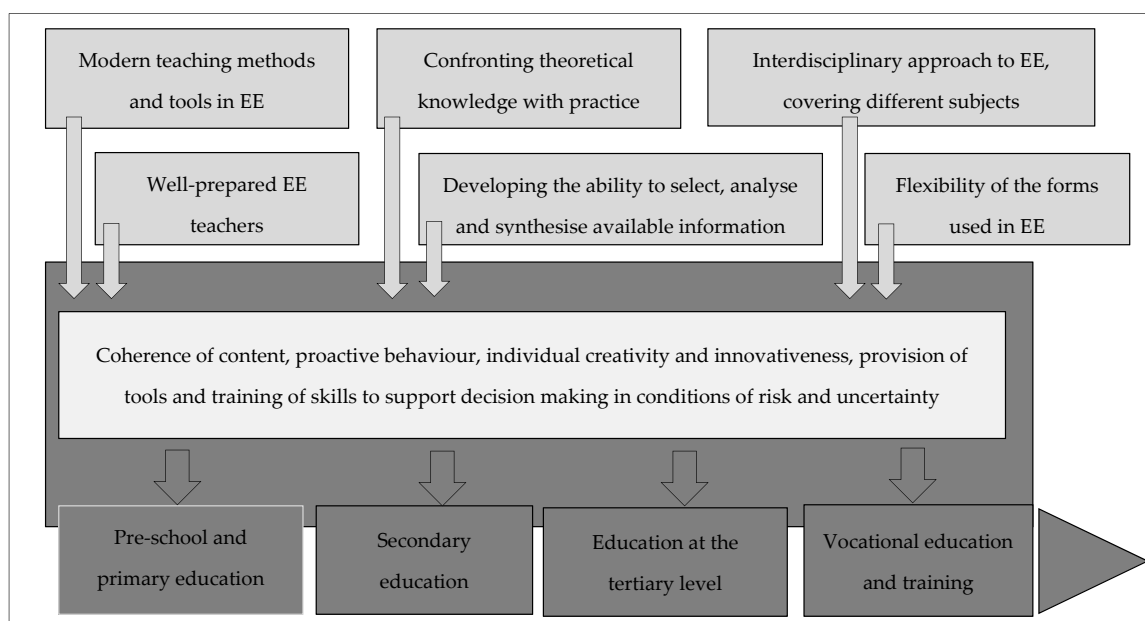 Modern teaching methods
and tools in EE
Confronting theoretical
knowledge with practice
Interdisciplinary approach to EE,
covering different subjects
Well-prepared EE
teachers
Developing the ability to select, analyse
and synthesise available information
Flexibility of the forms
used in EE
Coherence of content, proactive behaviour, individual creativity and innovativeness, provision of
tools and training of skills to support decision making in conditions of risk and uncertainty
Pre-school and
primary education
Secondary
education
Education at the
tertiary level
Vocational education
and training